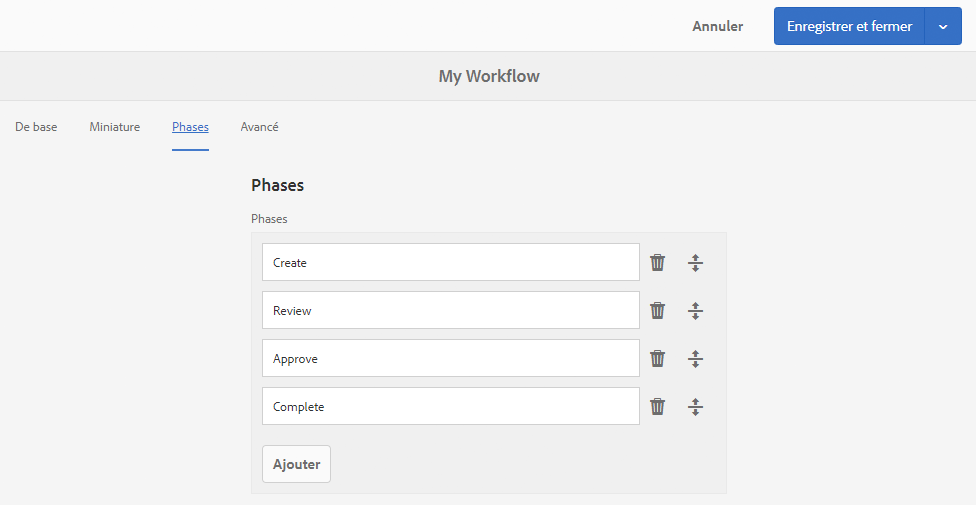 Annuler Enregistrer et fermer
My Workflow
De base Miniature Phases Avancé
Phases
Phases
Create
Review
Approve
Complete
Ajouter